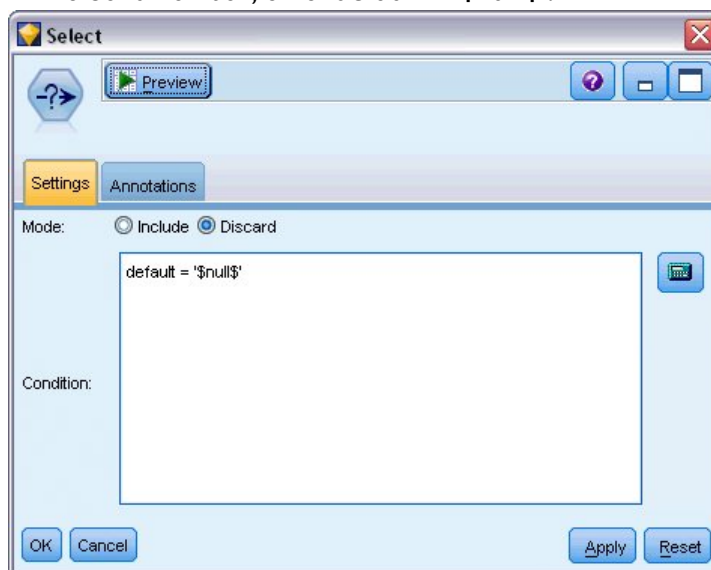 Select
Preview
Settings
Annotations
Mode:
Include
Discard
default = '$null$'
Condition:
OK
Cancel
Apply
Reset